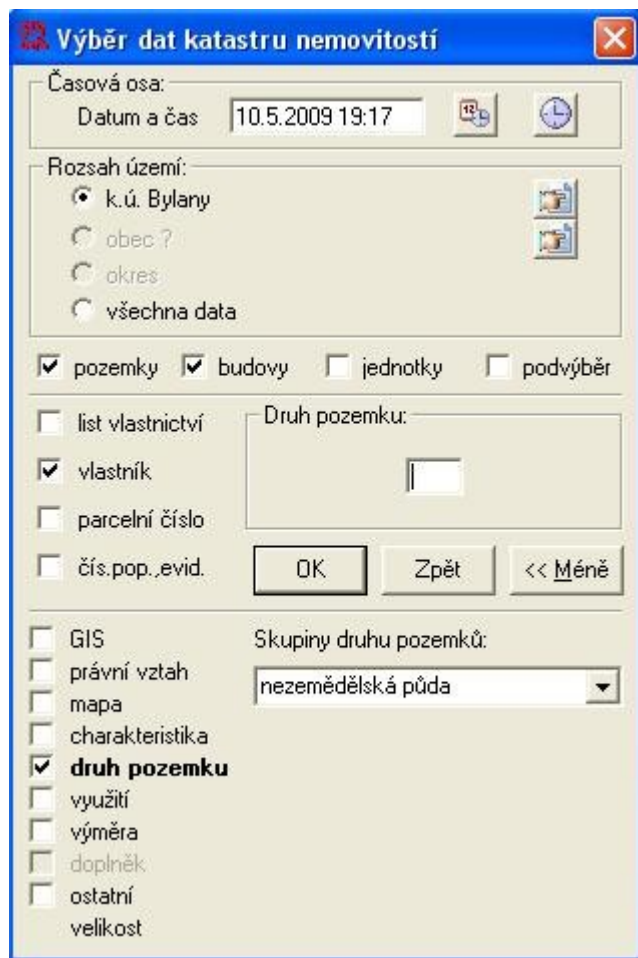 Výběr dat katastru nemovitostí
Časová osa:
Datum a čas 10.5.2009 19:17
Rozsah území:
k.ú. Bylany
obec ?
okres
všechna data
pozemky budovy jednotky podvýběr
list vlastnictví
Druh pozemku:
vlastník
parcelní číslo
čís.pop.,evid.
OK Zpět << Méně
GIS
Skupiny druhu pozemků:
právní vztah
nezemědělská půda
mapa
charakteristika
druh pozemku
využití
výměra
doplněk
ostatní
velikost